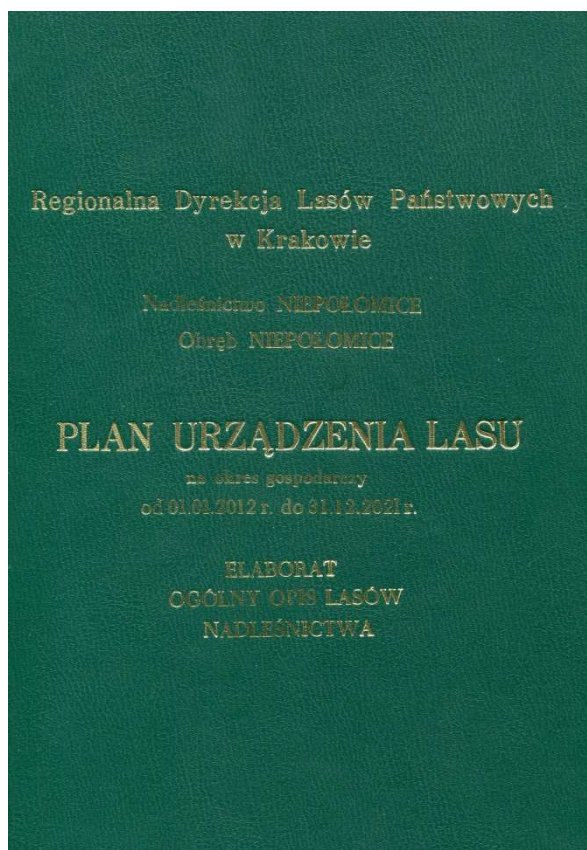 Regionalna Dyrekcja Lasów Państwowych
w Krakowie
Nadleśnictwo NIEPOŁOMICE
Obręb NIEPOŁOMICE
PLAN URZĄDZENIA LASU
na okres gospodarczy
od 01.01.2012 r. do 31.12.2021 r.
ELABORAT
OGÓLNY OPIS LASÓW
NADLEŚNICTWA